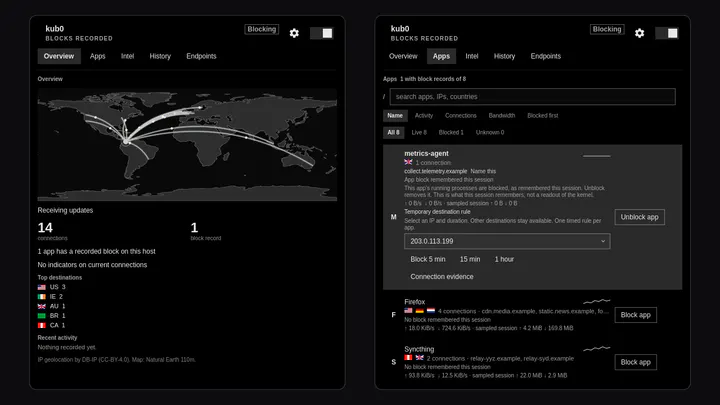 kub0
BLOCKS RECORDED
Blocking
Overview
Apps
Intel
History
Endpoints
Overview
Receiving updates
14
connections
1
block record
1 app has a recorded block on this host
No indicators on current connections
Top destinations
US 3
IE 2
AU 1
BR 1
CA 1
Recent activity
Nothing recorded yet.
IP geolocation by DB-IP (CC-BY-4.0). Map: Natural Earth 110m.
kub0
BLOCKS RECORDED
Blocking
Overview
Apps
Intel
History
Endpoints
Apps 1 with block records of 8
/ search apps, IPs, countries
Name
Activity
Connections
Bandwidth
Blocked first
All 8
Live 8
Blocked 1
Unknown 0
M
metrics-agent
1 connection
collect.telemetry.example Name this
App block remembered this session
This app's running processes are blocked, as remembered this session. Unblock
removes it. This is what this session remembers, not a readout of the kernel.
↓ 0 B/s ↓ 0 B/s · sampled session ↑ 0 B ↓ 0 B
Temporary destination rule
Select an IP and duration. Other destinations stay available. One timed rule per
app.
203.0.113.199
Block 5 min
15 min
1 hour
Connection evidence
Unblock app
F
Firefox
4 connections · cdn.media.example, static.news.example, fo…
No block remembered this session
↑ 18.0 KiB/s ↓ 724.6 KiB/s · sampled session ↑ 4.2 MiB ↓ 169.8 MiB
Block app
S
Syncthing
2 connections · relay-yyz.example, relay-syd.example
No block remembered this session
↑ 93.8 KiB/s ↓ 12.5 KiB/s · sampled session ↑ 22.0 MiB ↓ 2.9 MiB
Block app